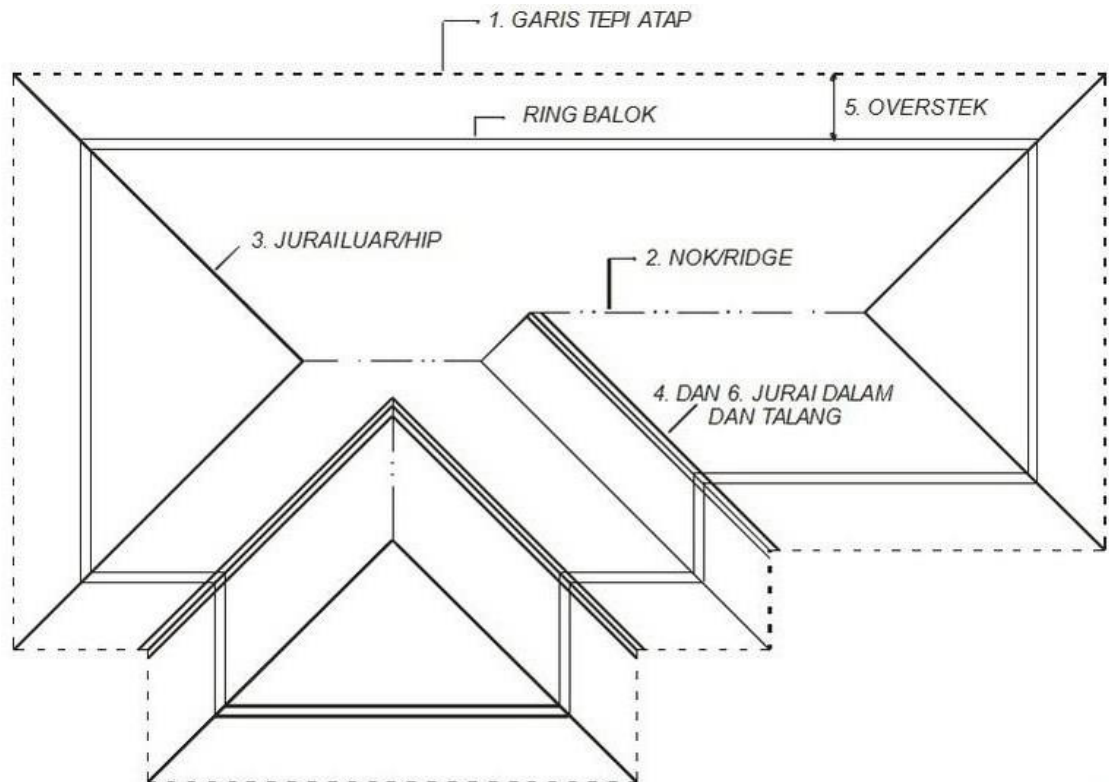 1. GARIS TEPI ATAP
5. OVERSTEK
RING BALOK
3. JURAILUAR/HIP
2. NOK/RIDGE
4. DAN 6. JURAI DALAM
DAN TALANG